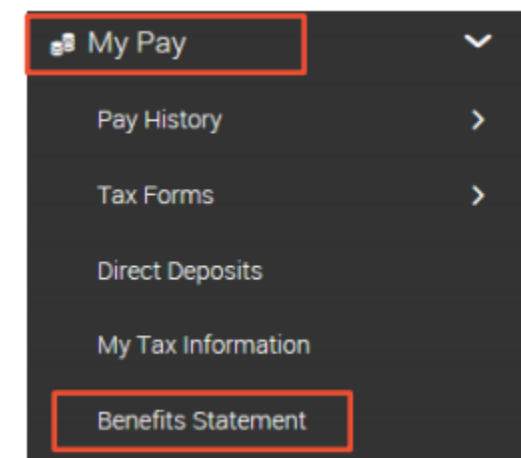 My Pay
Pay History
Tax Forms
Direct Deposits
My Tax Information
Benefits Statement